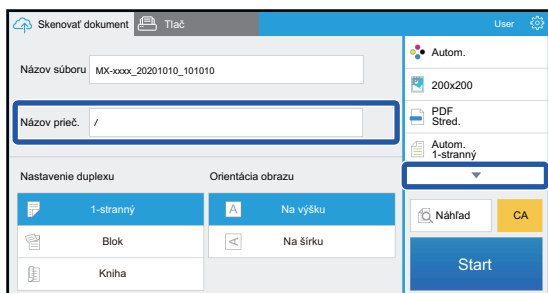 Skenovať dokument
Tlač
User
Názov súboru
MX-xxxx_20201010_101010
Názov prieč.
/
Nastavenie duplexu
Orientácia obrazu
1-stranný
A
Na výšku
Blok
A
Na šírku
Kniha
Autom.
200x200
PDF
Stred.
Autom.
1-stranný
Náhľad
CA
Start